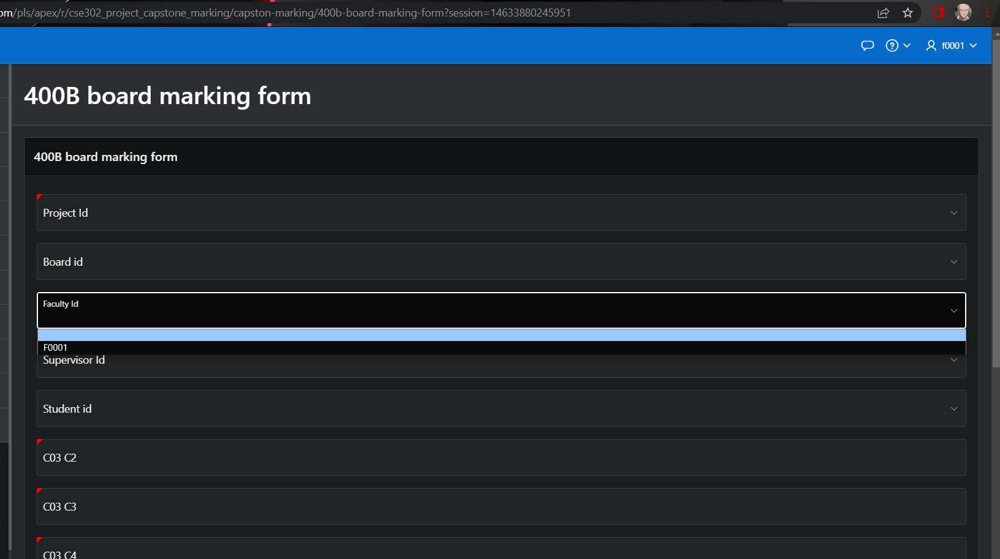 om/pls/apex/r/cse302_project_capstone_marking/capston-marking/400b-board-marking-form?session=14633880245951
f0001
400B board marking form
400B board marking form
Project Id
Board id
Faculty Id
F0001
Supervisor Id
Student id
C03 C2
C03 C3
C03 C4